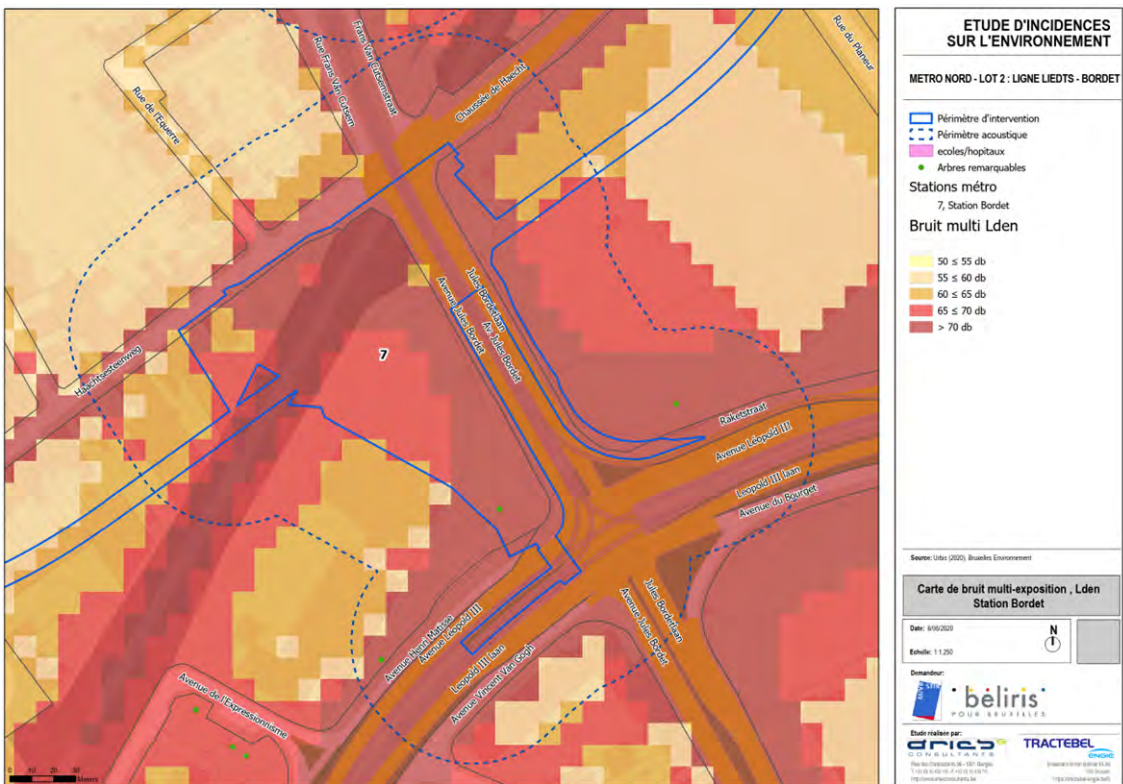 Rue du Planeur
Frans Van Cutsemstraat
Rue Frans Van Cutsem
Chaussée de Haecht
Rue de l'Equerre
Haachtsesteenweg
Jules Bordetlaan
Av. Jules Bordet
Avenue Jules Bordet
7
Raketstraat
Avenue Léopold III
Leopold III laan
Avenue du Bourget
Jules Bordetlaan
Avenue Jules Bordet
Avenue Henri Matisse
Avenue Léopold III
Leopold III laan
Avenue Vincent Van Gogh
Avenue de l'Expressionnisme
0 10 20 30
Meters
ETUDE D'INCIDENCES
SUR L'ENVIRONNEMENT
METRO NORD - LOT 2 : LIGNE LIEDTS - BORDET
Périmètre d'intervention
Périmètre acoustique
ecoles/hopitaux
Arbres remarquables
Stations métro
7, Station Bordet
Bruit multi Lden
50 ≤ 55 db
55 ≤ 60 db
60 ≤ 65 db
65 ≤ 70 db
> 70 db
Source: Urbis (2020), Bruxelles Environnement
Carte de bruit multi-exposition , Lden
Station Bordet
Date: 6/06/2020
N
Echelle: 1:1.250
Demandeur:
beliris
POUR BRUXELLES
Etude réalisée par:
aries
CONSULTANTS
TRACTEBEL
ENGIE